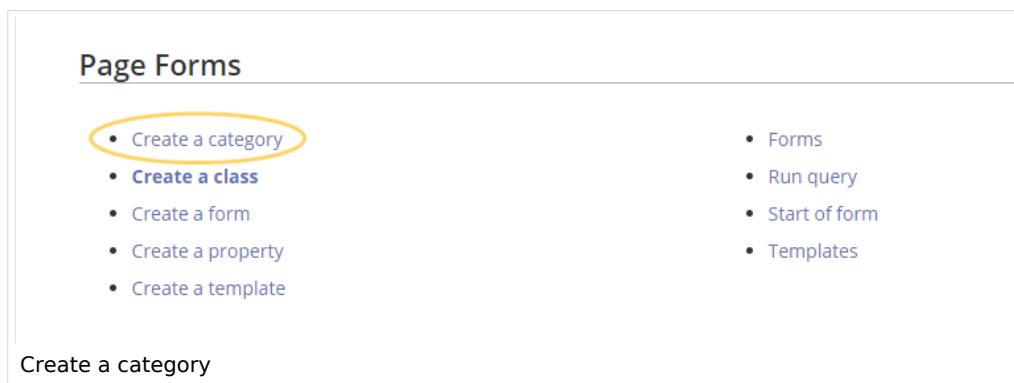 Page Forms
• Create a category
• Create a class
• Create a form
• Create a property
• Create a template
• Forms
• Run query
• Start of form
• Templates
Create a category